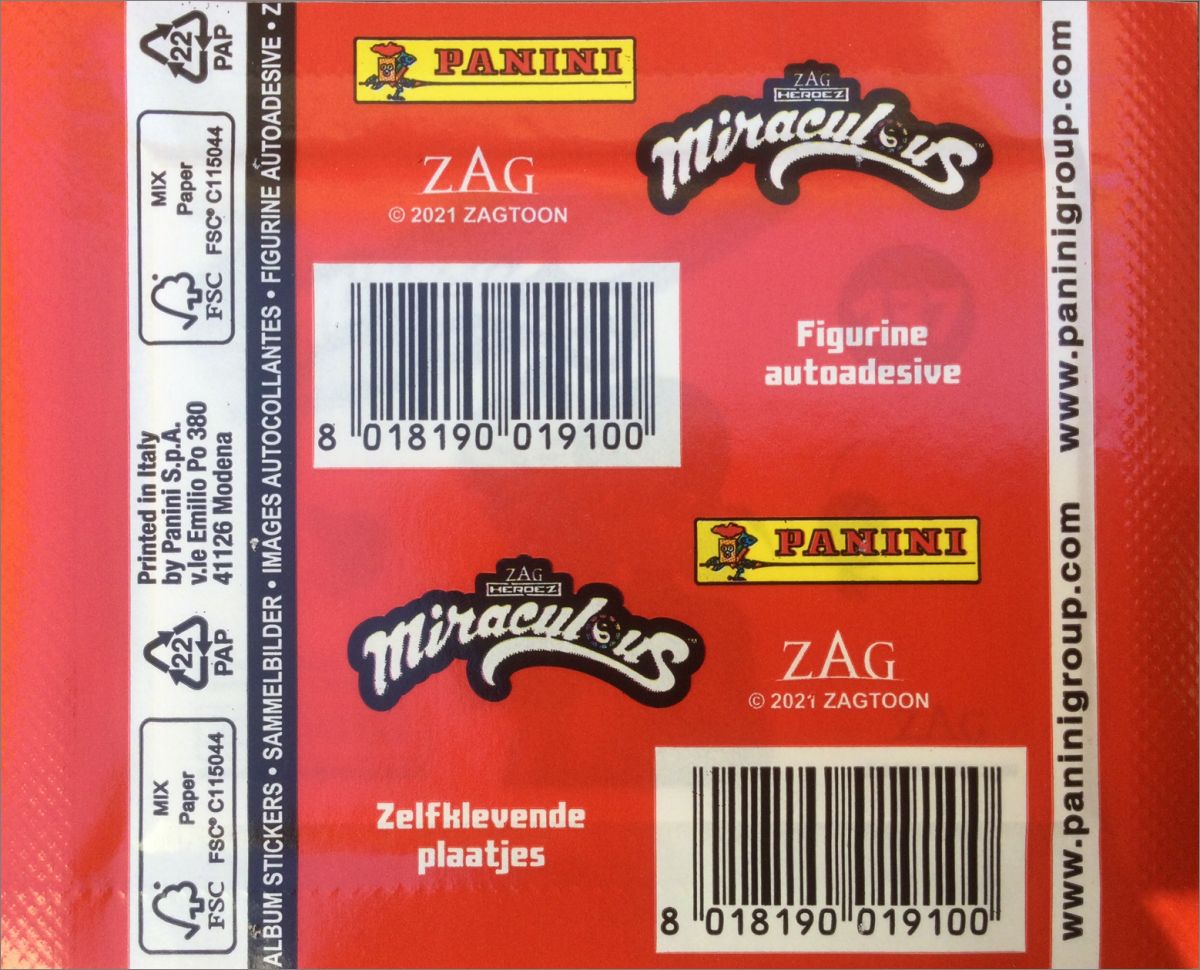 22
PAP
MIX
Paper
FSC® C115044
FSC
Printed in Italy
by Panini S.p.A.
v.le Emilio Po 380
41126 Modena
22
PAP
MIX
Paper
FSC® C115044
FSC
ALBUM STICKERS • SAMMELBILDER • IMAGES AUTOCOLLANTES • FIGURINE AUTOADESIVE • Z
PANINI
ZAG
HEROEZ
Miraculous™
ZAG
© 2021 ZAGTOON
8 018190 019100
Figurine
autoadesive
PANINI
ZAG
HEROEZ
Miraculous™
ZAG
© 2021 ZAGTOON
Zelfklevende
plaatjes
8 018190 019100
www.paninigroup.com
www.paninigroup.com